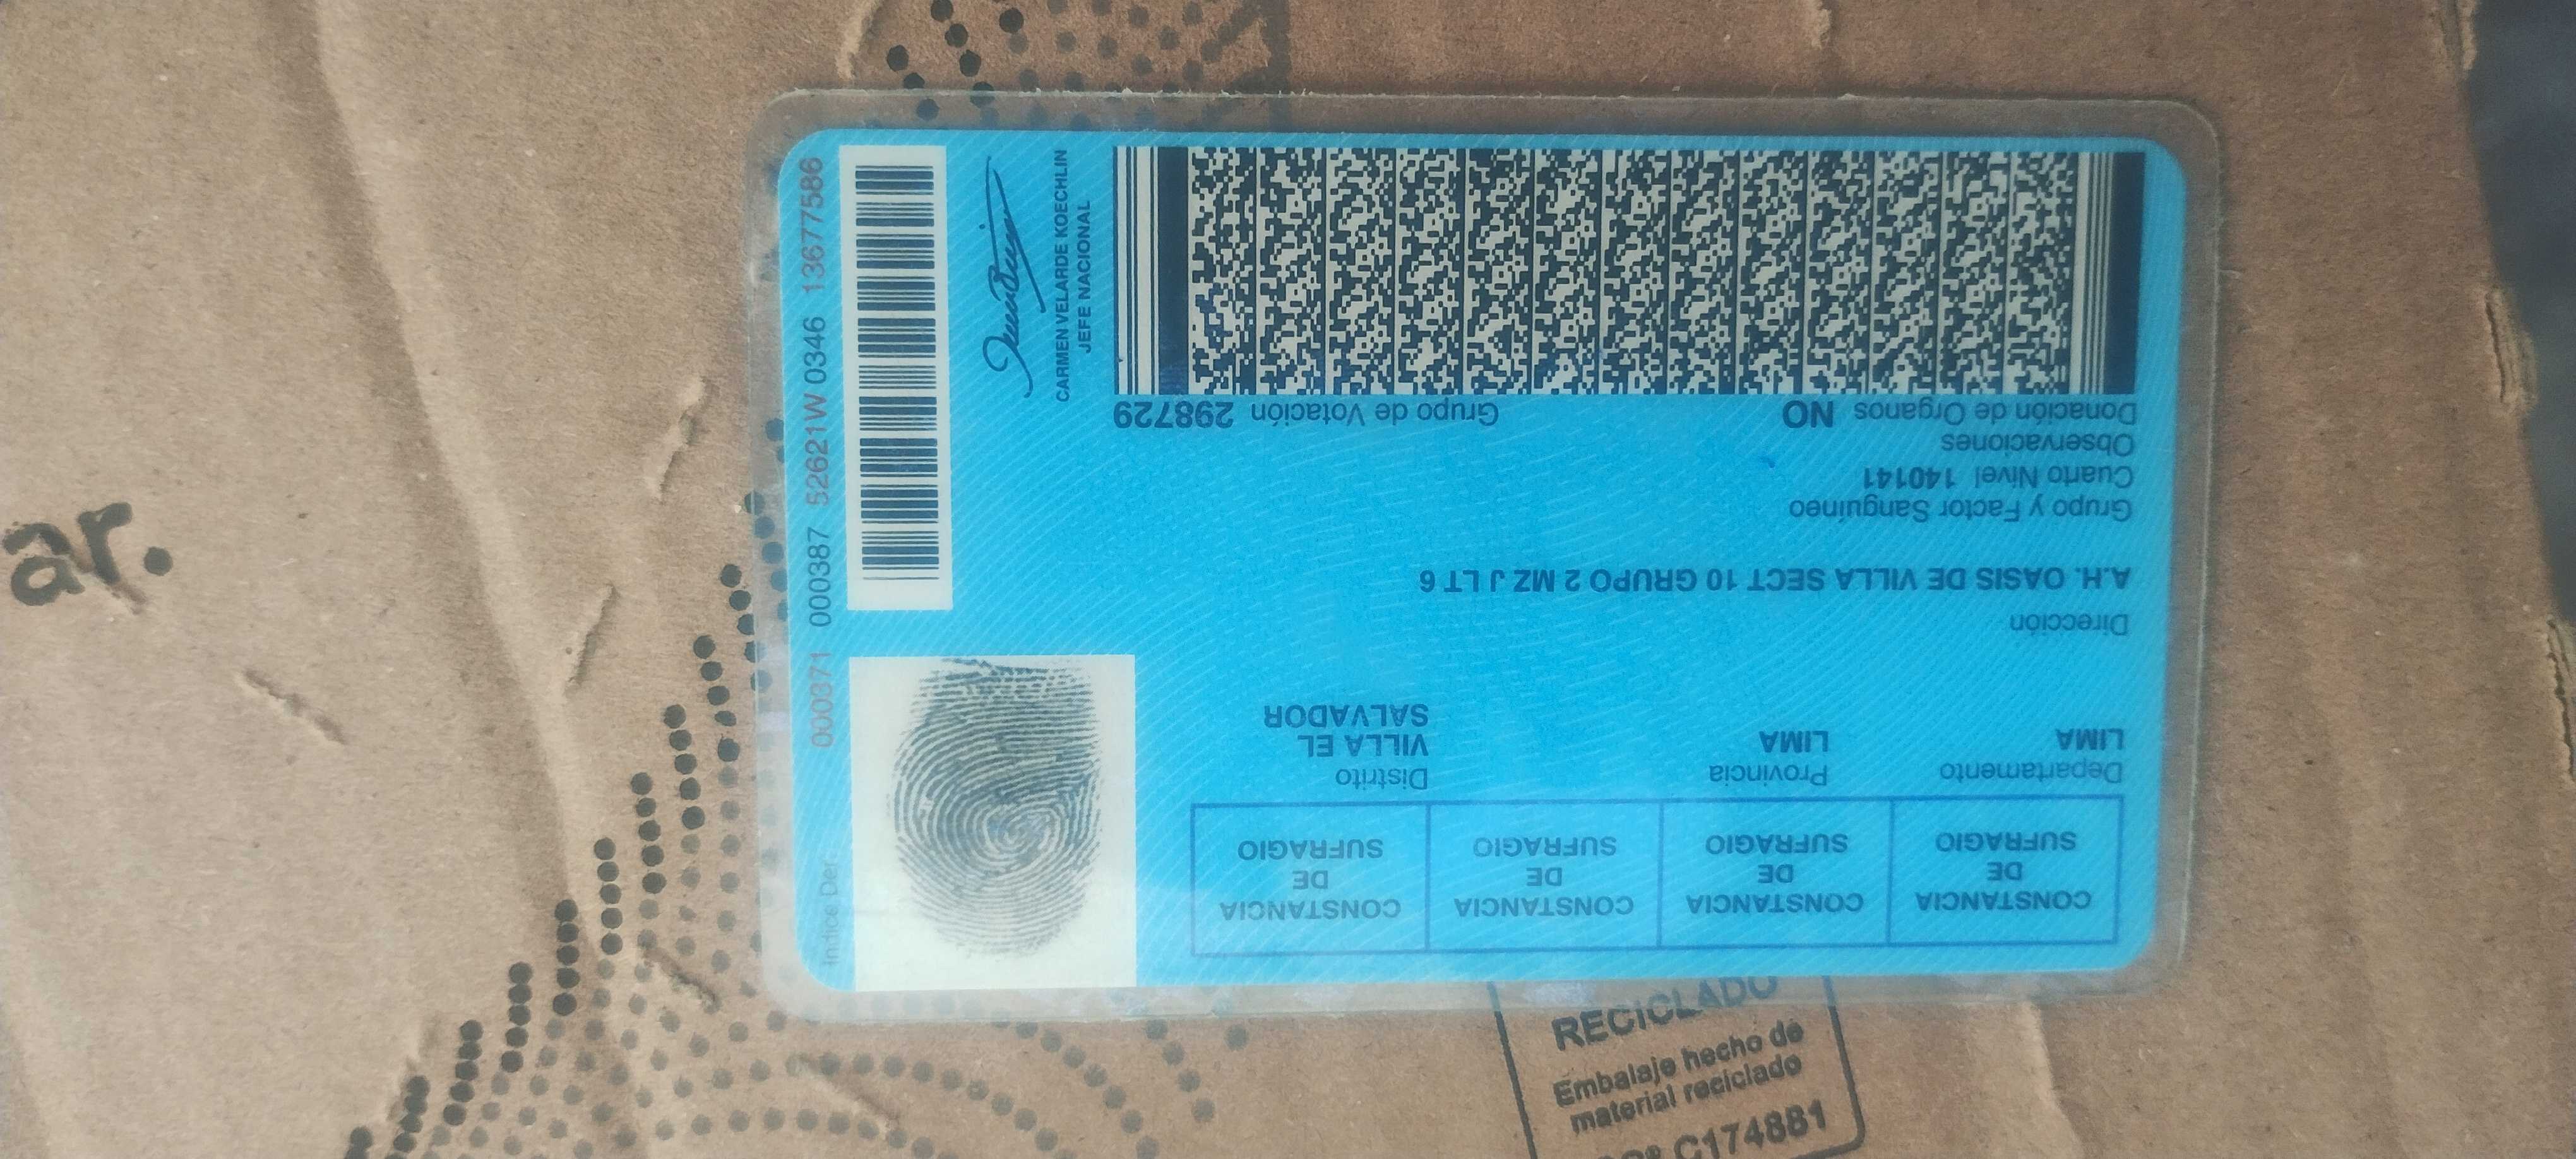 CONSTANCIA DE SUFRAGIO
CONSTANCIA DE SUFRAGIO
CONSTANCIA DE SUFRAGIO
CONSTANCIA DE SUFRAGIO
Departamento
LIMA
Provincia
LIMA
Distrito
VILLA EL
SALVADOR
Dirección
A.H. OASIS DE VILLA SECT 10 GRUPO 2 MZ J LT 6
Grupo y Factor Sanguíneo
Cuarto Nivel 140141
Observaciones
Donación de Organos NO
Grupo de Votación 298729
Indice Der.
000371 000387 52621W 0346 13677586
CARMEN VELARDE KOECHLIN
JEFE NACIONAL
ar.
RECICLADO
Embalaje hecho de
material reciclado
C174881